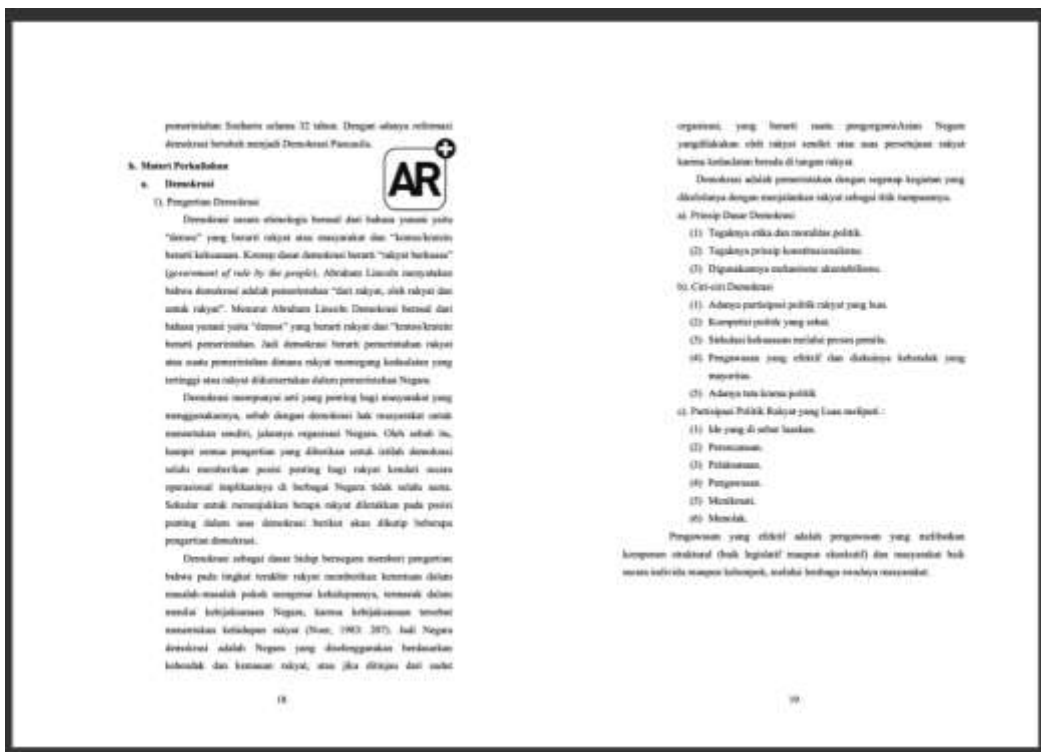 pemerintahan Soeharto selama 32 tahun. Dengan adanya reformasi
demokrasi berubah menjadi Demokrasi Pancasila.
AR
h. Materi Perkuliahan
a. Demokrasi
1). Pengertian Demokrasi
Demokrasi secara etimologis berasal dari bahasa yunani yaitu
“demos” yang berarti rakyat atau masyarakat dan “kratos/kratein
berarti kekuasaan. Konsep dasar demokrasi berarti “rakyat berkuasa”
(government of rule by the people). Abraham Lincoln menyatakan
bahwa demokrasi adalah pemerintahan “dari rakyat, oleh rakyat dan
untuk rakyat”. Menurut Abraham Lincoln Demokrasi berasal dari
bahasa yunani yaitu “demos” yang berarti rakyat dan “kratos/kratein
berarti pemerintahan. Jadi demokrasi berarti pemerintahan rakyat
atau suatu pemerintahan dimana rakyat memegang kedaulatan yang
tertinggi atau rakyat diikutsertakan dalam pemerintahan Negara.
Demokrasi mempunyai arti yang penting bagi masyarakat yang
menggunakannya, sebab dengan demokrasi hak masyarakat untuk
menentukan sendiri, jalannya organisasi Negara. Oleh sebab itu,
hampir semua pengertian yang diberikan untuk istilah demokrasi
selalu memberikan posisi penting bagi rakyat kendati secara
operasional implikasinya di berbagai Negara tidak selalu sama.
Sekedar untuk menunjukkan betapa rakyat diletakkan pada posisi
penting dalam asas demokrasi berikut akan dikutip beberapa
pengertian demokrasi.
Demokrasi sebagai dasar hidup bernegara memberi pengertian
bahwa pada tingkat terakhir rakyat memberikan ketentuan dalam
masalah-masalah pokok mengenai kehidupannya, termasuk dalam
menilai kebijaksanaan Negara, karena kebijaksanaan tersebut
menentukan kehidupan rakyat (Noer, 1983: 207). Jadi Negara
demokrasi adalah Negara yang diselenggarakan berdasarkan
kehendak dan kemauan rakyat, atau jika ditinjau dari sudut
18
organisasi, yang berarti suatu pengorganisAsian Negara
yangdilakukan oleh rakyat sendiri atau asas persetujuan rakyat
karena kedaulatan berada di tangan rakyat.
Demokrasi adalah pemerintahan dengan segenap kegiatan yang
dikelolanya dengan menjalankan rakyat sebagai titik tumpuannya.
a). Prinsip Dasar Demokrasi
(1) Tegaknya etika dan moralitas politik.
(2) Tegaknya prinsip konstitusionalisme.
(3) Digunakannya mekanisme akuntabilitas.
b). Ciri-ciri Demokrasi
(1) Adanya partisipasi politik rakyat yang luas.
(2) Kompetisi politik yang sehat.
(3) Sirkulasi kekuasaan melalui proses pemilu.
(4) Pengawasan yang efektif dan diakuinya kehendak yang
mayoritas.
(5) Adanya tata krama politik
c). Partisipasi Politik Rakyat yang Luas meliputi :
(1) Ide yang di sebar luaskan.
(2) Perencanaan.
(3) Pelaksanaan.
(4) Pengawasan.
(5) Menikmati.
(6) Menolak.
Pengawasan yang efektif adalah pengawasan yang melibatkan
komponen struktural (baik legislatif maupun eksekutif) dan masyarakat baik
secara individu maupun kelompok, melalui lembaga swadaya masyarakat.
19